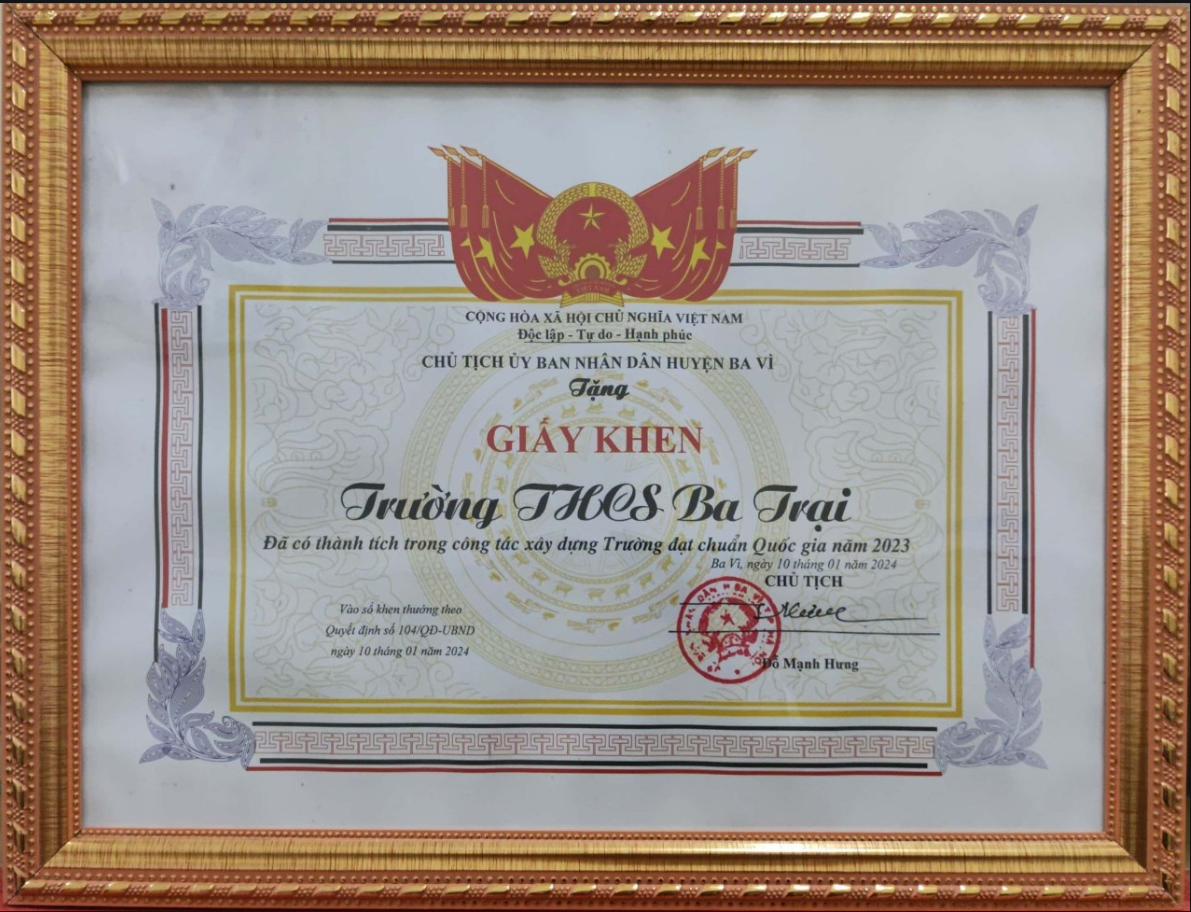 CỘNG HÒA XÃ HỘI CHỦ NGHĨA VIỆT NAM
Độc lập - Tự do - Hạnh phúc
CHỦ TỊCH ỦY BAN NHÂN DÂN HUYỆN BA VÌ
Tặng
GIẤY KHEN
Trường THCS Ba Trại
Đã có thành tích trong công tác xây dựng Trường đạt chuẩn Quốc gia năm 2023
Ba Vì, ngày 10 tháng 01 năm 2024
CHỦ TỊCH
Vào sổ khen thưởng theo
Quyết định số 104/QĐ-UBND
ngày 10 tháng 01 năm 2024
Đỗ Mạnh Hưng